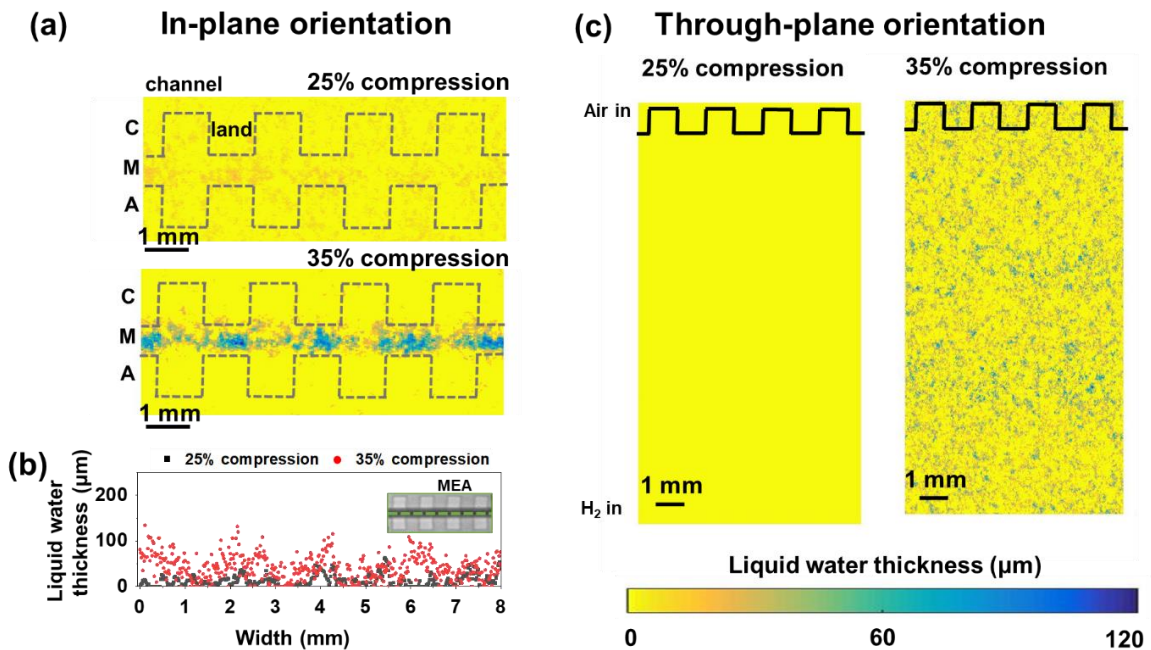 (a)
In-plane orientation
channel
25% compression
C
land
M
A
1 mm
35% compression
C
M
A
1 mm
(b)
25% compression
35% compression
Liquid water
thickness (μm)
200
100
0
MEA
0
1
2
3
4
5
6
7
8
Width (mm)
(c)
Through-plane orientation
25% compression
35% compression
Air in
1 mm
1 mm
H₂ in
Liquid water thickness (μm)
0
60
120